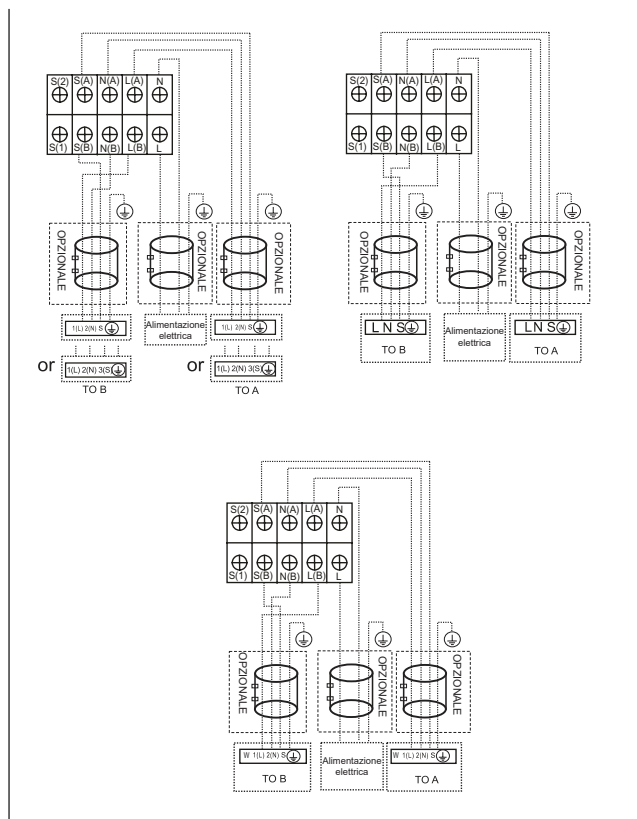 S(2) S(A) N(A) L(A) N
S(1) S(B) N(B) L(B) L
OPZIONALE
OPZIONALE
OPZIONALE
1(L) 2(N) S
Alimentazione
elettrica
1(L) 2(N) S
or
1(L) 2(N) 3(S)
or
1(L) 2(N) 3(S)
TO B
TO A
S(2) S(A) N(A) L(A) N
S(1) S(B) N(B) L(B) L
OPZIONALE
OPZIONALE
OPZIONALE
L N S
TO B
Alimentazione
elettrica
L N S
TO A
S(2) S(A) N(A) L(A) N
S(1) S(B) N(B) L(B) L
OPZIONALE
OPZIONALE
OPZIONALE
W 1(L) 2(N) S
TO B
Alimentazione
elettrica
W 1(L) 2(N) S
TO A